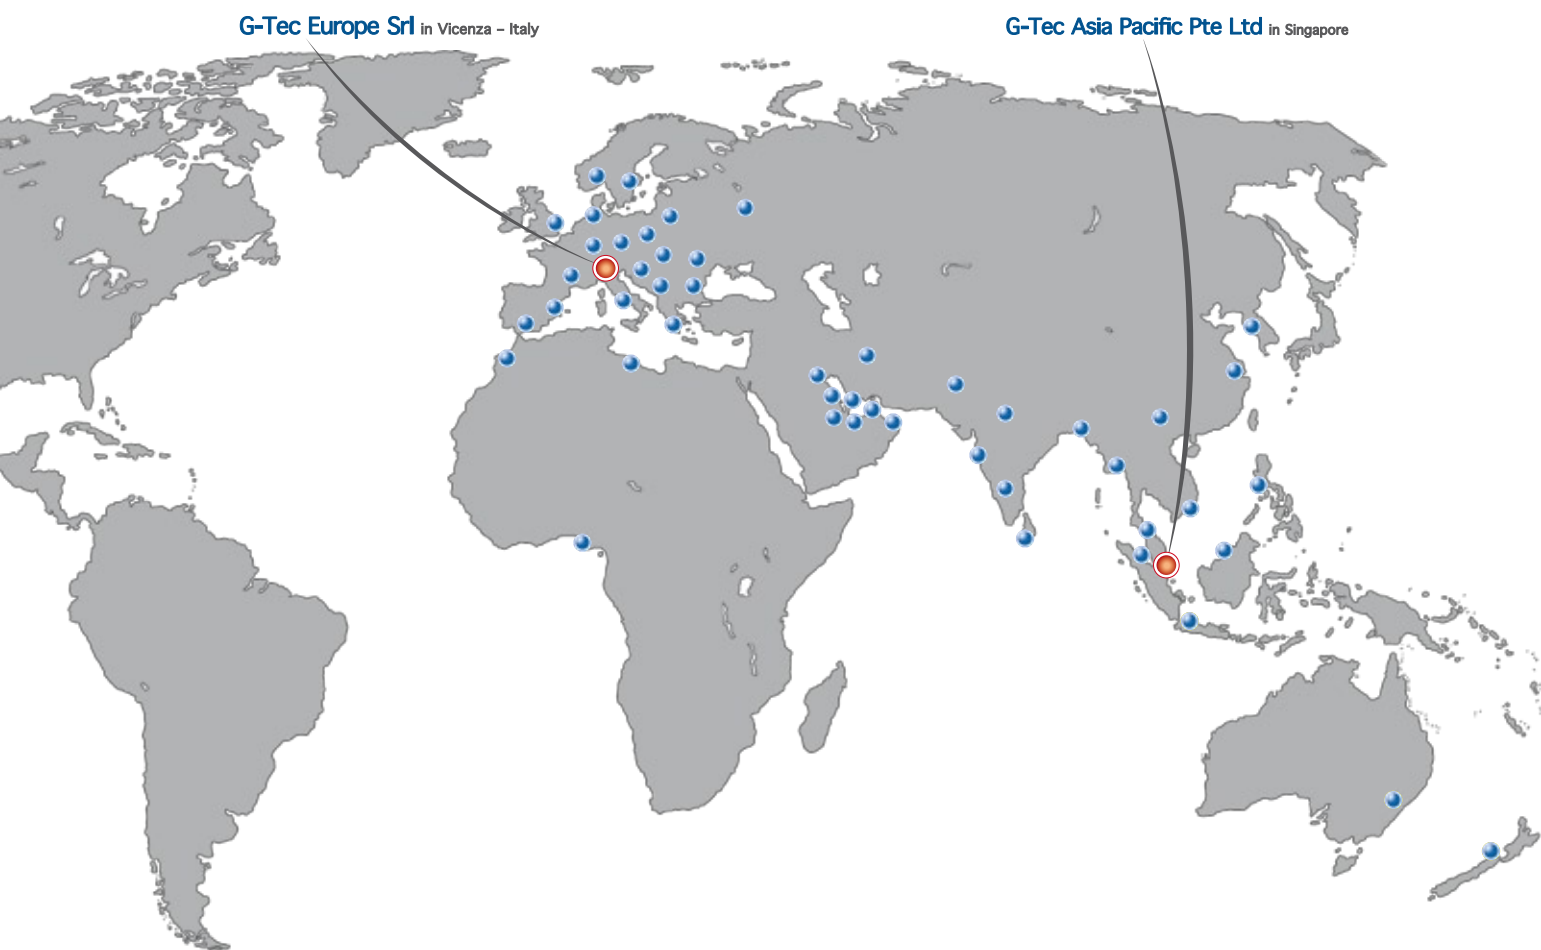 G-Tec Europe Srl in Vicenza – Italy
G-Tec Asia Pacific Pte Ltd in Singapore